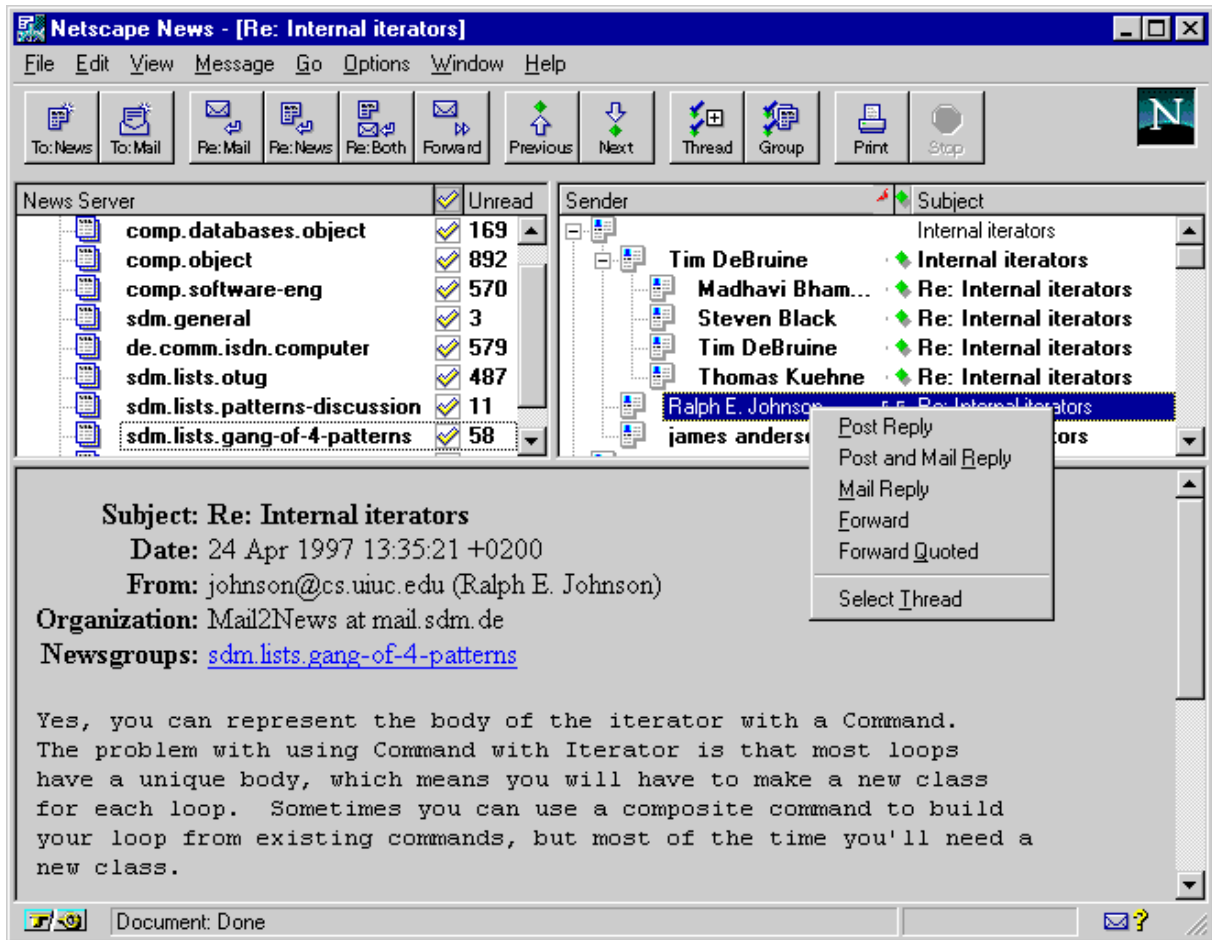 Netscape News - [Re: Internal iterators]
File Edit View Message Go Options Window Help
To:News To:Mail Re:Mail Re:News Re:Both Forward Previous Next Thread Group Print Stop
N
News Server Unread
comp.databases.object 169
comp.object 892
comp.software-eng 570
sdm.general 3
de.comm.isdn.computer 579
sdm.lists.otug 487
sdm.lists.patterns-discussion 11
sdm.lists.gang-of-4-patterns 58
Sender Subject
Internal iterators
Tim DeBruine Internal iterators
Madhavi Bham... Re: Internal iterators
Steven Black Re: Internal iterators
Tim DeBruine Re: Internal iterators
Thomas Kuehne Re: Internal iterators
Ralph E. Johnson Re: Internal iterators
james anderso
ors
Post Reply
Post and Mail Reply
Mail Reply
Forward
Forward Quoted
Select Thread
Subject: Re: Internal iterators
Date: 24 Apr 1997 13:35:21 +0200
From: johnson@cs.uiuc.edu (Ralph E. Johnson)
Organization: Mail2News at mail.sdm.de
Newsgroups: sdm.lists.gang-of-4-patterns
Yes, you can represent the body of the iterator with a Command.
The problem with using Command with Iterator is that most loops
have a unique body, which means you will have to make a new class
for each loop. Sometimes you can use a composite command to build
your loop from existing commands, but most of the time you'll need a
new class.
Document: Done